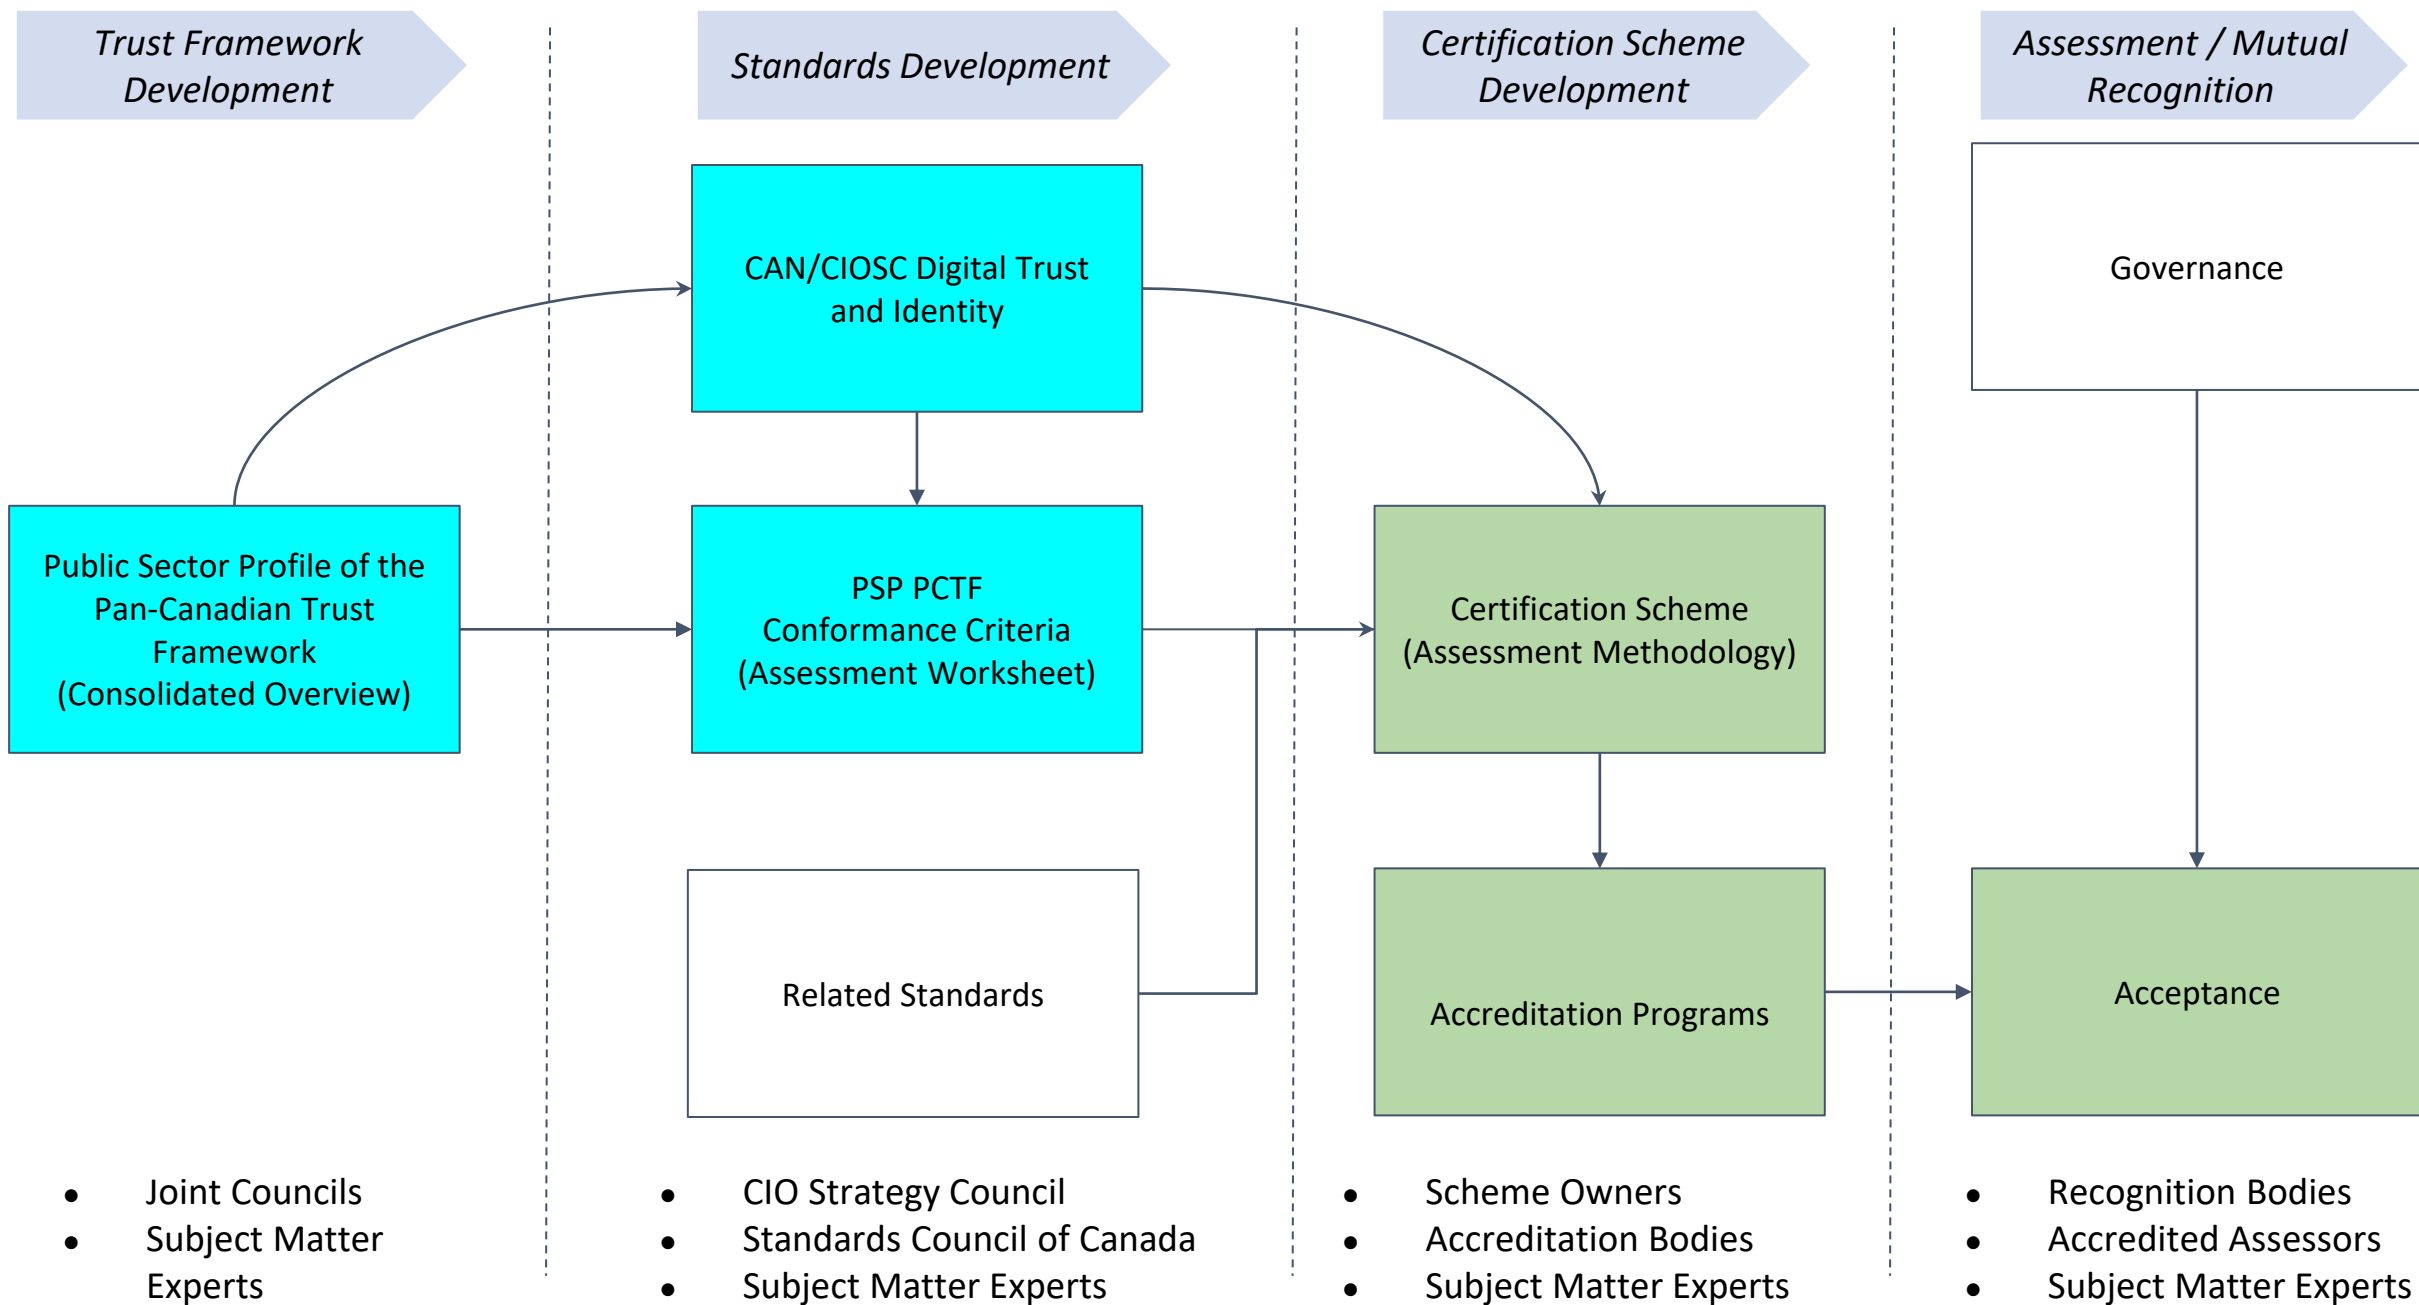 Trust Framework
Development
Standards Development
Certification Scheme
Development
Assessment / Mutual
Recognition
CAN/CIOSC Digital Trust
and Identity
Governance
Public Sector Profile of the
Pan-Canadian Trust
Framework
(Consolidated Overview)
PSP PCTF
Conformance Criteria
(Assessment Worksheet)
Certification Scheme
(Assessment Methodology)
Related Standards
Accreditation Programs
Acceptance
● Joint Councils
● Subject Matter
Experts
● CIO Strategy Council
● Standards Council of Canada
● Subject Matter Experts
● Scheme Owners
● Accreditation Bodies
● Subject Matter Experts
● Recognition Bodies
● Accredited Assessors
● Subject Matter Experts